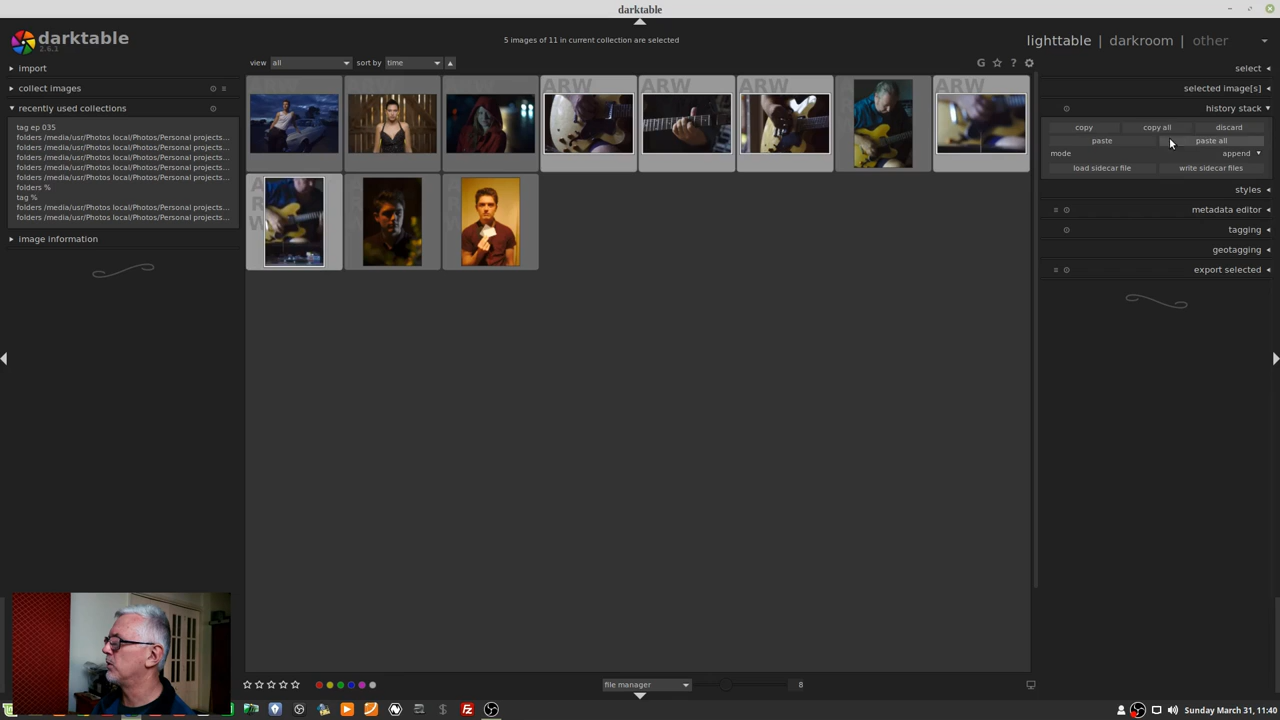 darktable
darktable
2.6.1
5 images of 11 in current collection are selected
lighttable | darkroom | other
import
collect images
recently used collections
tag ep 035
folders /media/usr/Photos local/Photos/Personal projects...
folders /media/usr/Photos local/Photos/Personal projects...
folders /media/usr/Photos local/Photos/Personal projects...
folders /media/usr/Photos local/Photos/Personal projects...
folders /media/usr/Photos local/Photos/Personal projects...
folders %
tag %
folders /media/usr/Photos local/Photos/Personal projects...
folders /media/usr/Photos local/Photos/Personal projects...
image information
view all sort by time
G ?
ARW ARW ARW ARW
ARW
select
selected image[s]
history stack
copy copy all discard
paste paste all
mode append
load sidecar file write sidecar files
styles
metadata editor
tagging
geotagging
export selected
file manager 8
Sunday March 31, 11:40